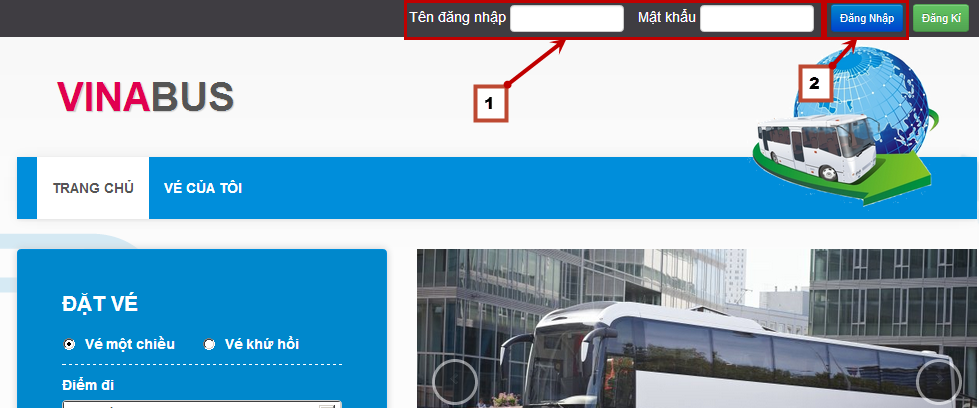 Tên đăng nhập Mật khẩu Đăng Nhập Đăng Kí
1 2
VINABUS
TRANG CHỦ VÉ CỦA TÔI
ĐẶT VÉ
Vé một chiều Vé khứ hồi
Điểm đi